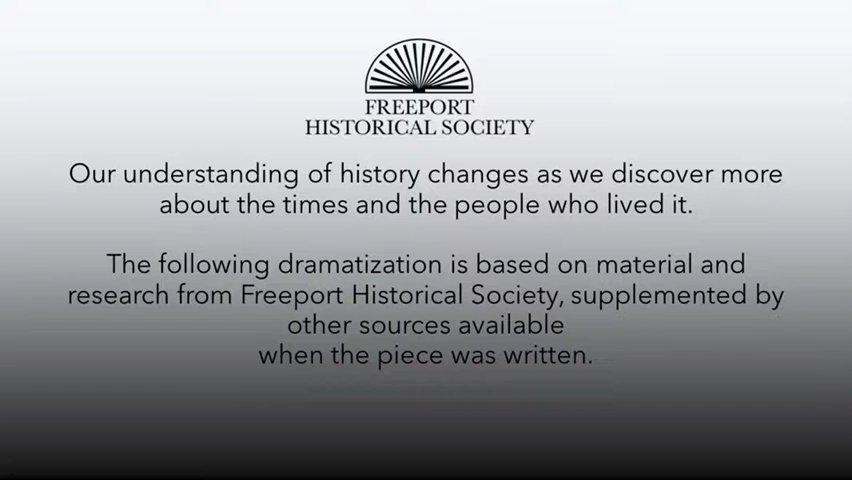 FREEPORT
HISTORICAL SOCIETY
Our understanding of history changes as we discover more
about the times and the people who lived it.
The following dramatization is based on material and
research from Freeport Historical Society, supplemented by
other sources available
when the piece was written.